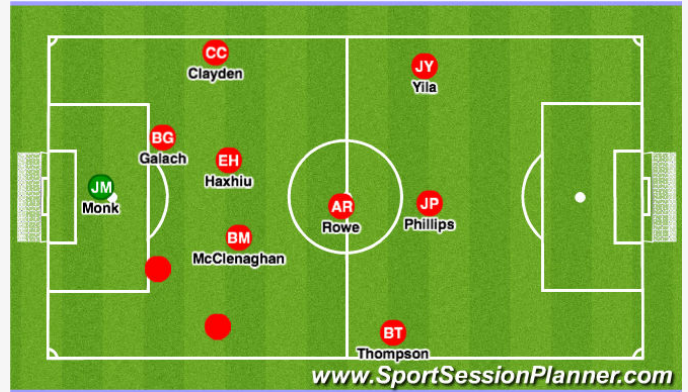 CC
Clayden
JY
Yila
BG
Galach
EH
Haxhiu
JM
Monk
AR
Rowe
JP
Phillips
BM
McClenaghan
BT
Thompson
www.SportSessionPlanner.com